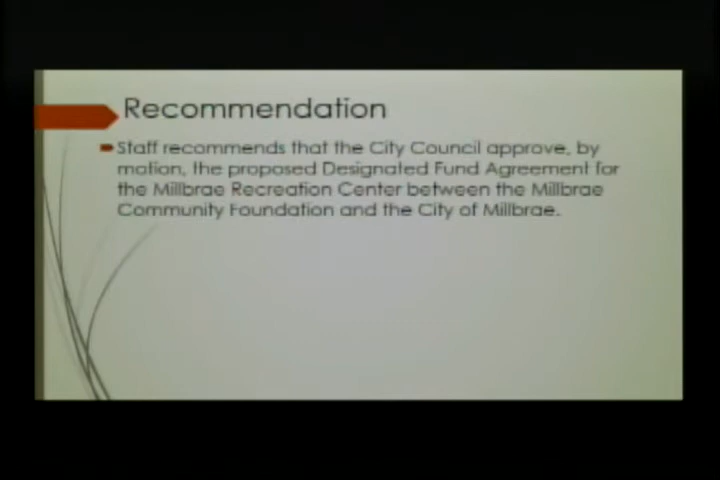 Recommendation
Staff recommends that the City Council approve, by
motion, the proposed Designated Fund Agreement for
the Millbrae Recreation Center between the Millbrae
Community Foundation and the City of Millbrae.